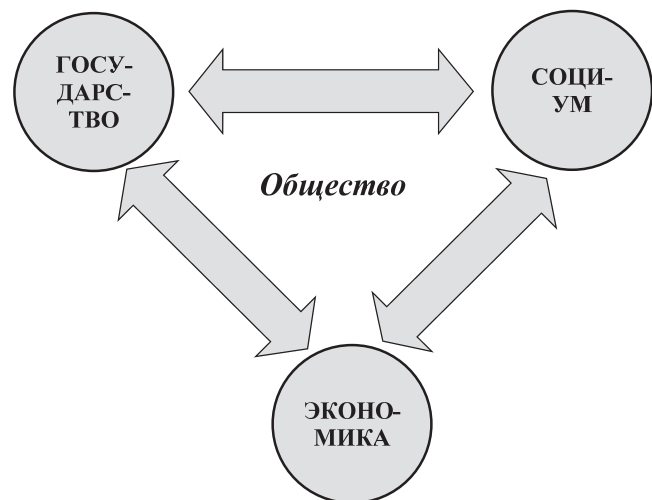 ГОСУ-
ДАРС-
ТВО
СОЦИ-
УМ
Общество
ЭКОНО-
МИКА